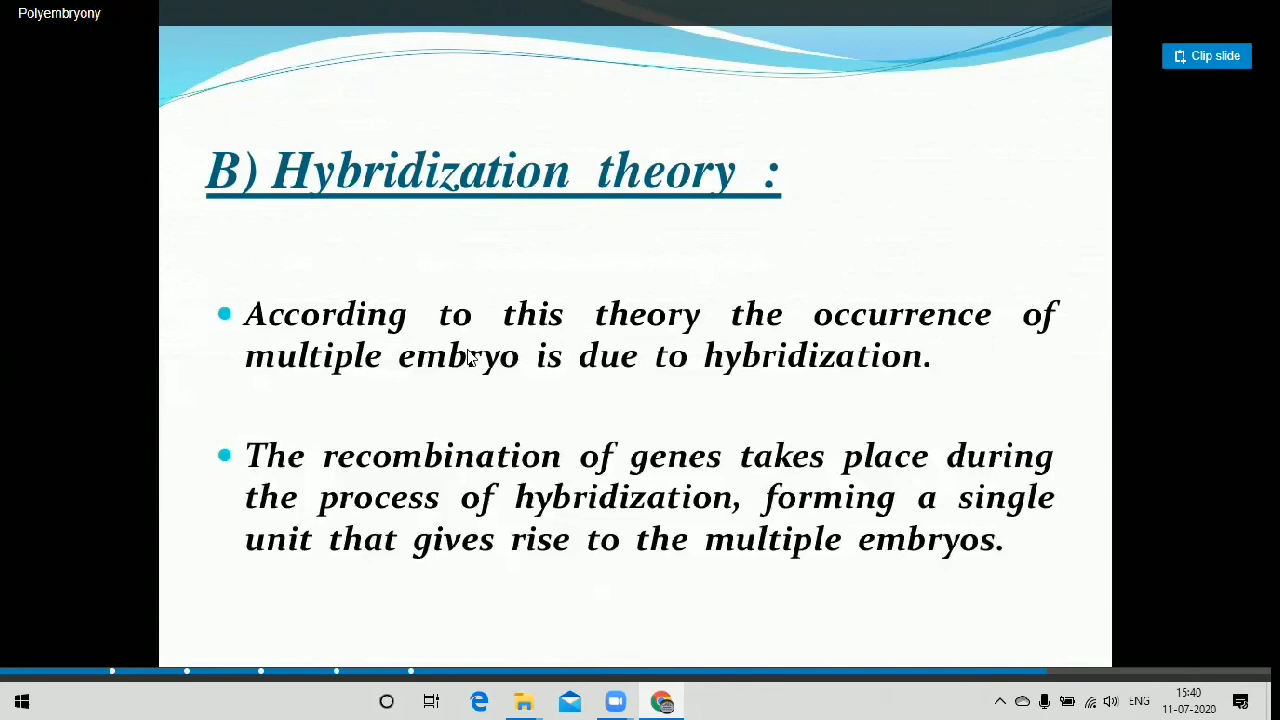 Polyembryony
Clip slide
B) Hybridization theory :
According to this theory the occurrence of
multiple embryo is due to hybridization.
The recombination of genes takes place during
the process of hybridization, forming a single
unit that gives rise to the multiple embryos.
ENG
15:40
11-07-2020